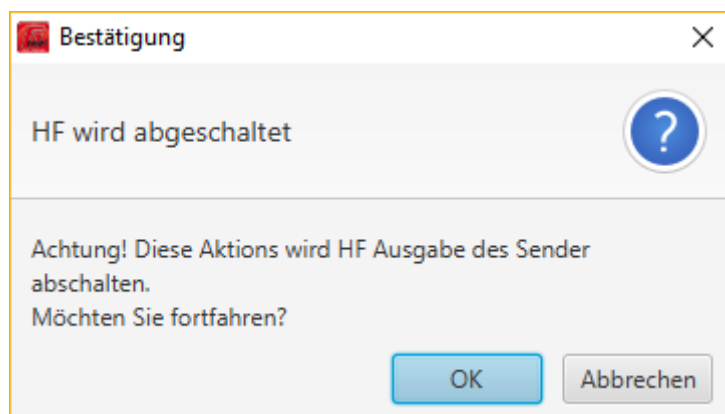 Bestätigung
HF wird abgeschaltet
?
Achtung! Diese Aktions wird HF Ausgabe des Sender
abschalten.
Möchten Sie fortfahren?
OK Abbrechen